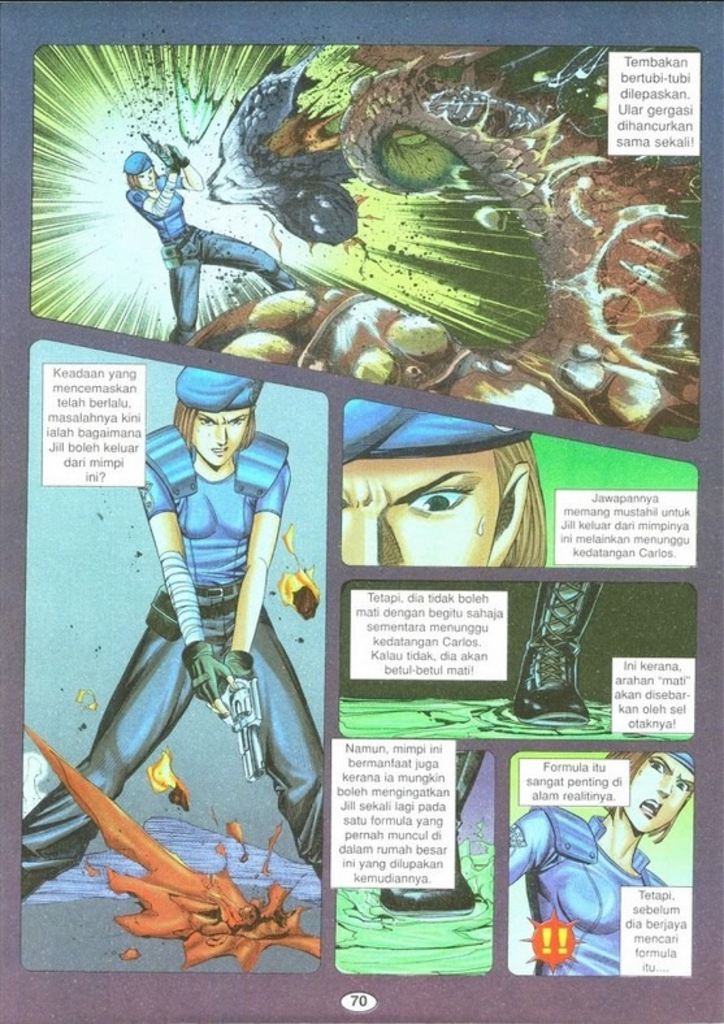 Tembakan
bertubi-tubi
dilepaskan.
Ular gergasi
dihancurkan
sama sekali!
Keadaan yang
mencemaskan
telah berlalu,
masalahnya kini
ialah bagaimana
Jill boleh keluar
dari mimpi
ini?
Jawapannya
memang mustahil untuk
Jill keluar dari mimpinya
ini melainkan menunggu
kedatangan Carlos.
Tetapi, dia tidak boleh
mati dengan begitu sahaja
sementara menunggu
kedatangan Carlos.
Kalau tidak, dia akan
betul-betul mati!
Ini kerana,
arahan "mati"
akan disebar-
kan oleh sel
otaknya!
Namun, mimpi ini
bermanfaat juga
kerana ia mungkin
boleh mengingatkan
Jill sekali lagi pada
satu formula yang
pernah muncul di
dalam rumah besar
ini yang dilupakan
kemudiannya.
Formula itu
sangat penting di
alam realitinya.
!!
Tetapi,
sebelum
dia berjaya
mencari
formula
itu....
70